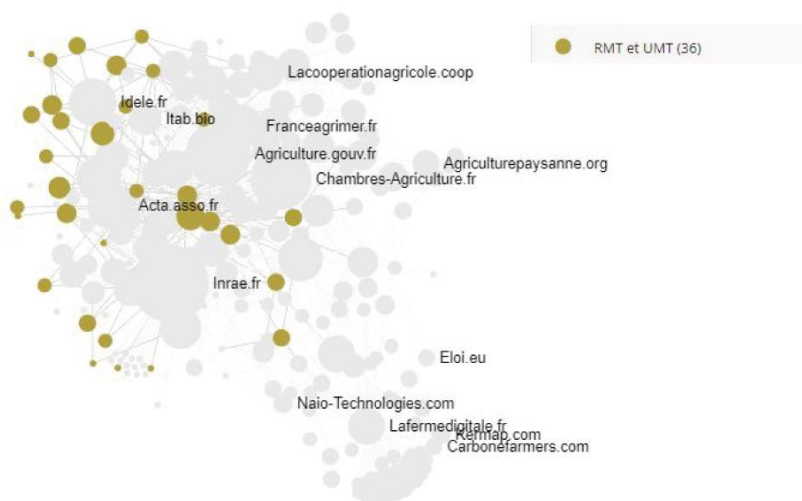 RMT et UMT (36)
Lacooperationagricole.coop
Idele.fr
Itab.bio
Franceagrimer.fr
Agriculture.gouv.fr
Agriculturepaysanne.org
Chambres-Agriculture.fr
Acta.asso.fr
Inrae.fr
Eloi.eu
Naio-Technologies.com
Lafermedigitale.fr
Kermap.com
Carbonefarmers.com